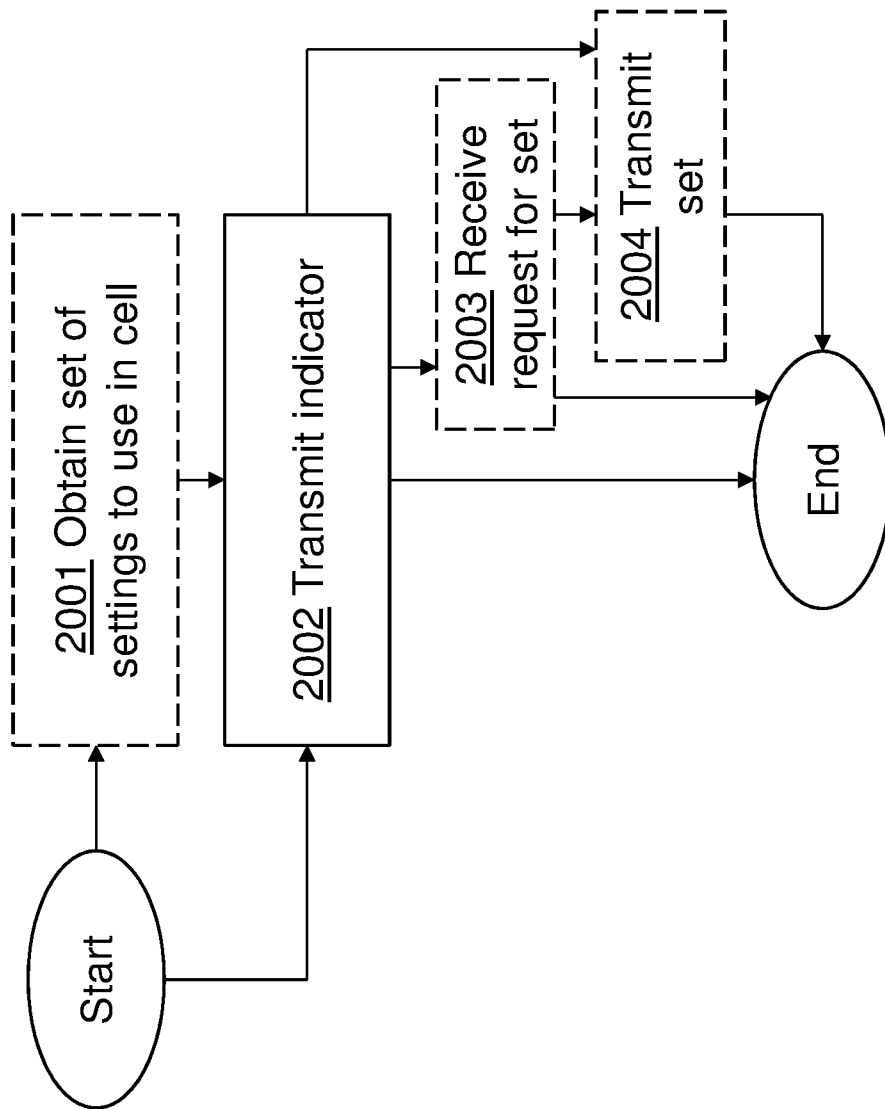 Start
2001 Obtain set of
settings to use in cell
2002 Transmit indicator
2003 Receive
request for set
2004 Transmit
set
End